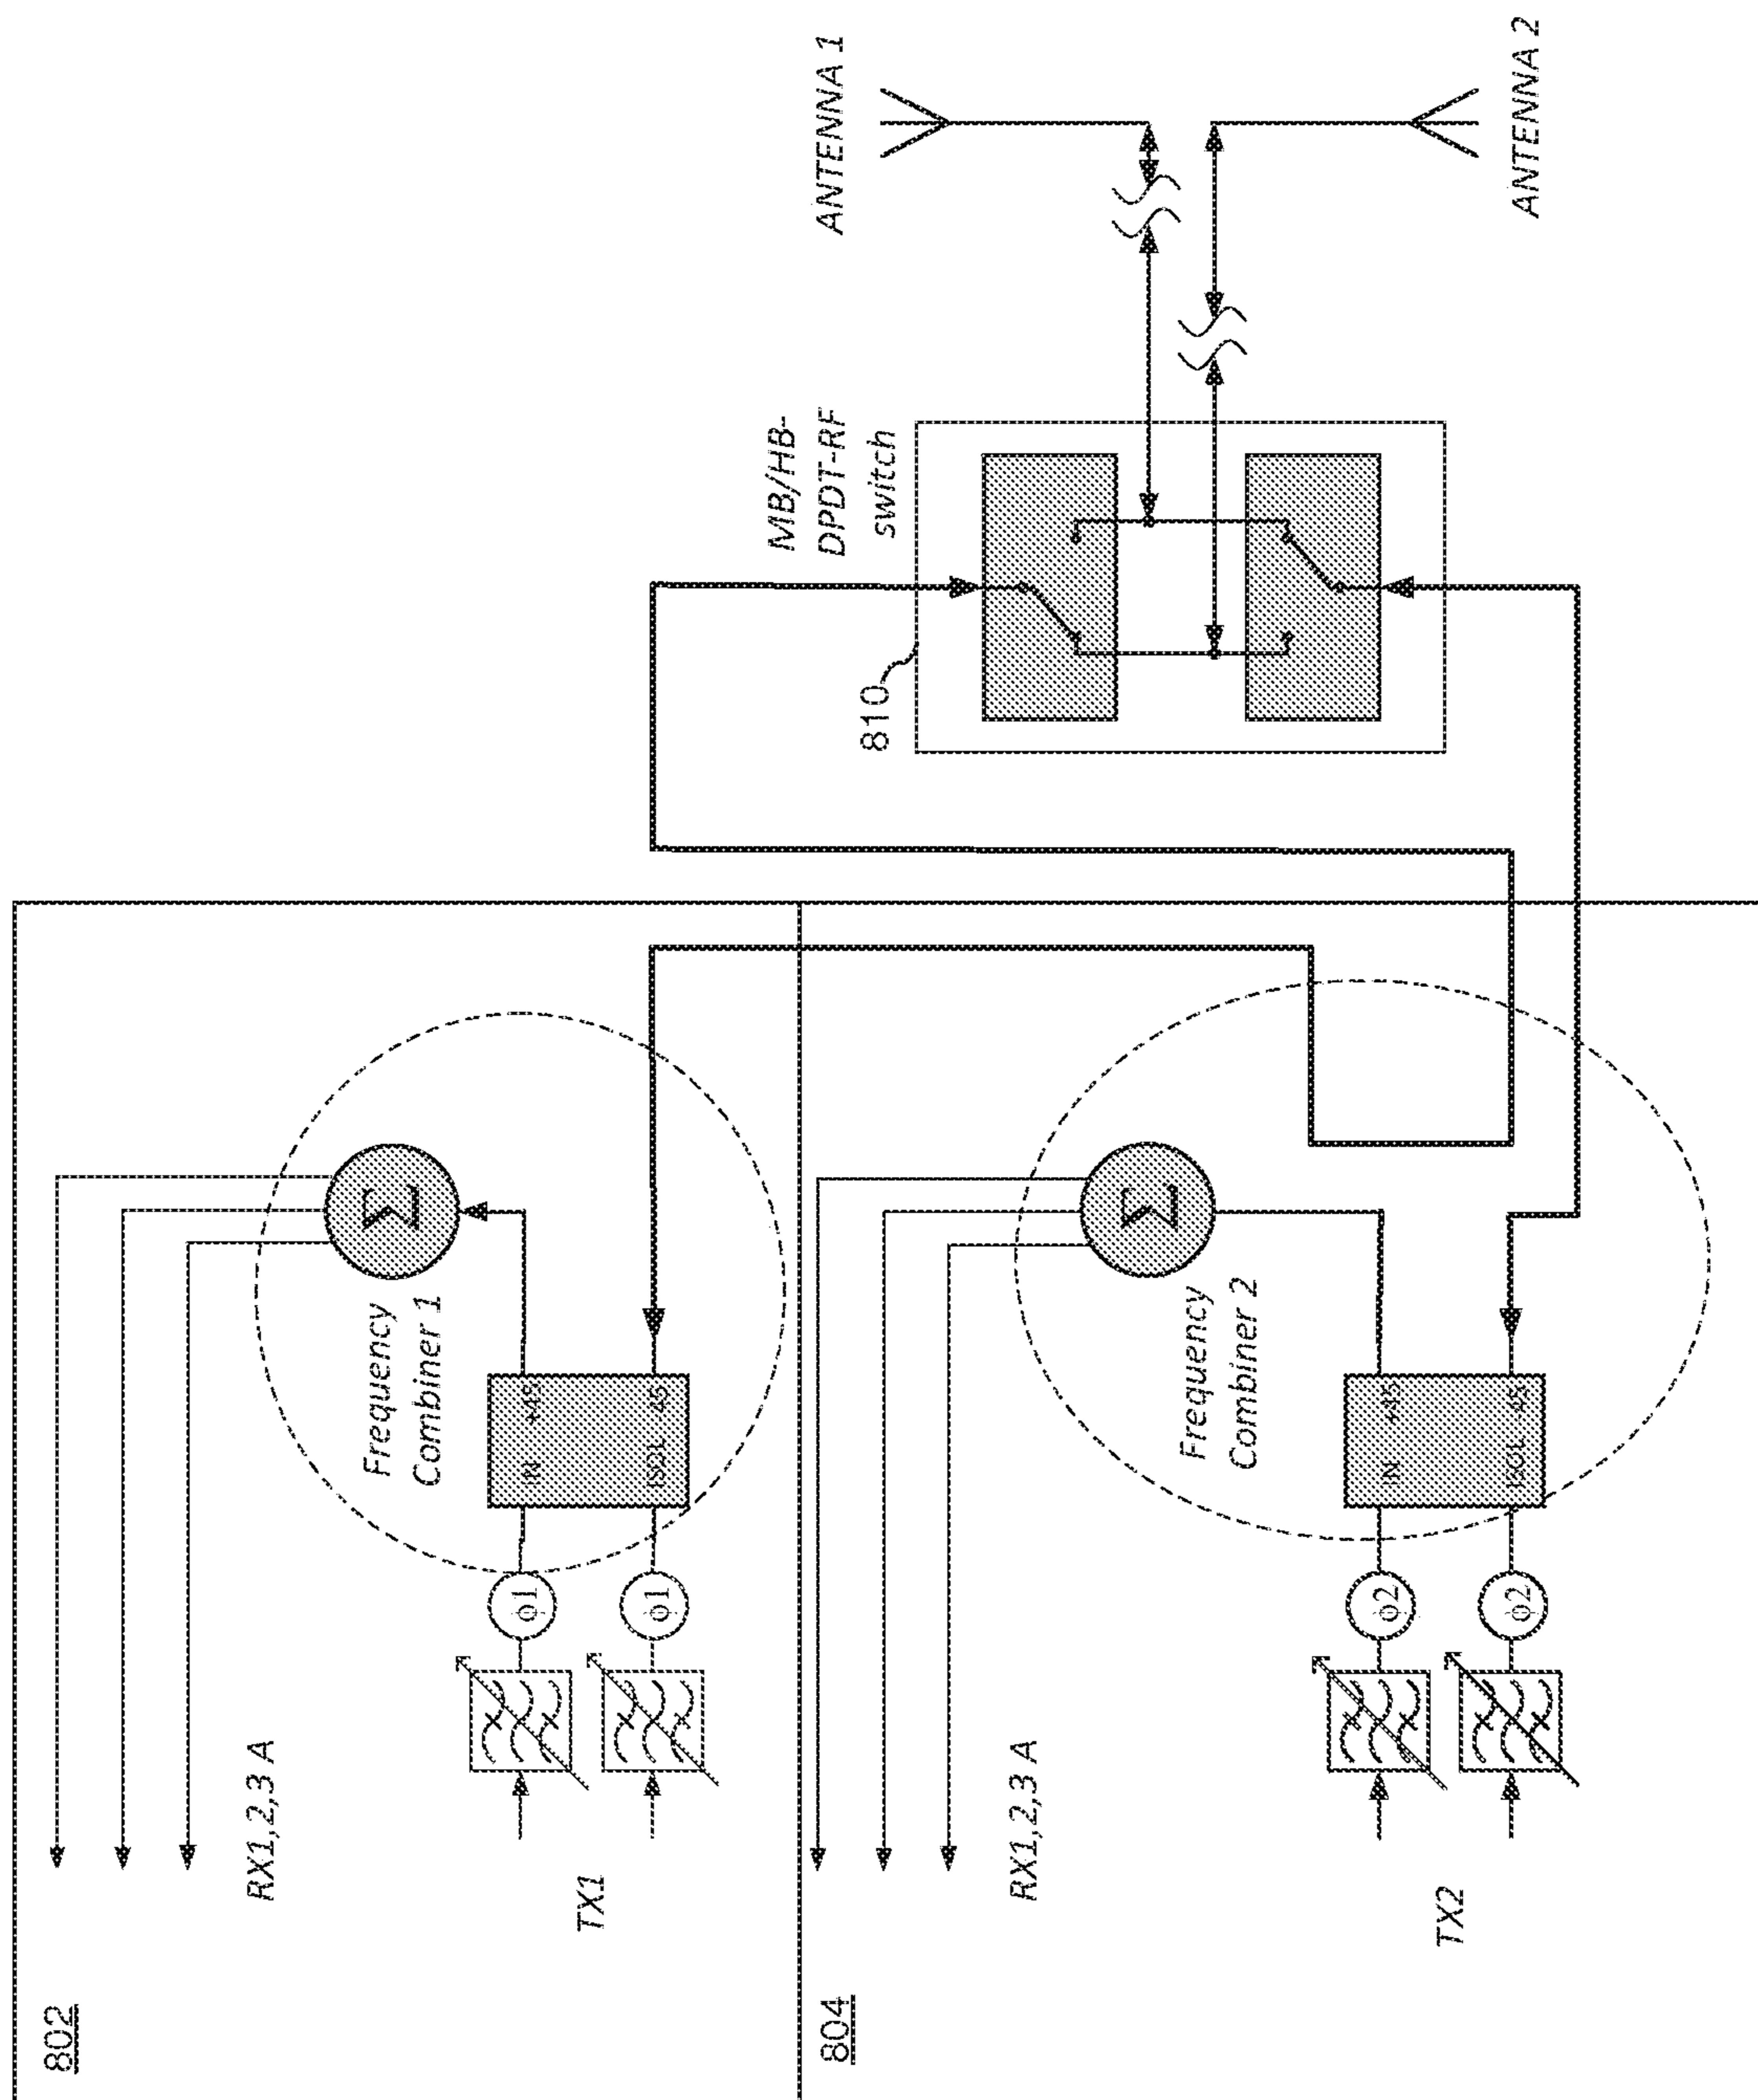 802
RX1,2,3 A
TX1
Frequency
Combiner 1
Σ
IN +45
ISOL -45
ϕ1
ϕ1
804
RX1,2,3 A
TX2
Frequency
Combiner 2
Σ
IN +45
ISOL -45
ϕ2
ϕ2
810
MB/HB-
DPDT-RF
switch
ANTENNA 1
ANTENNA 2